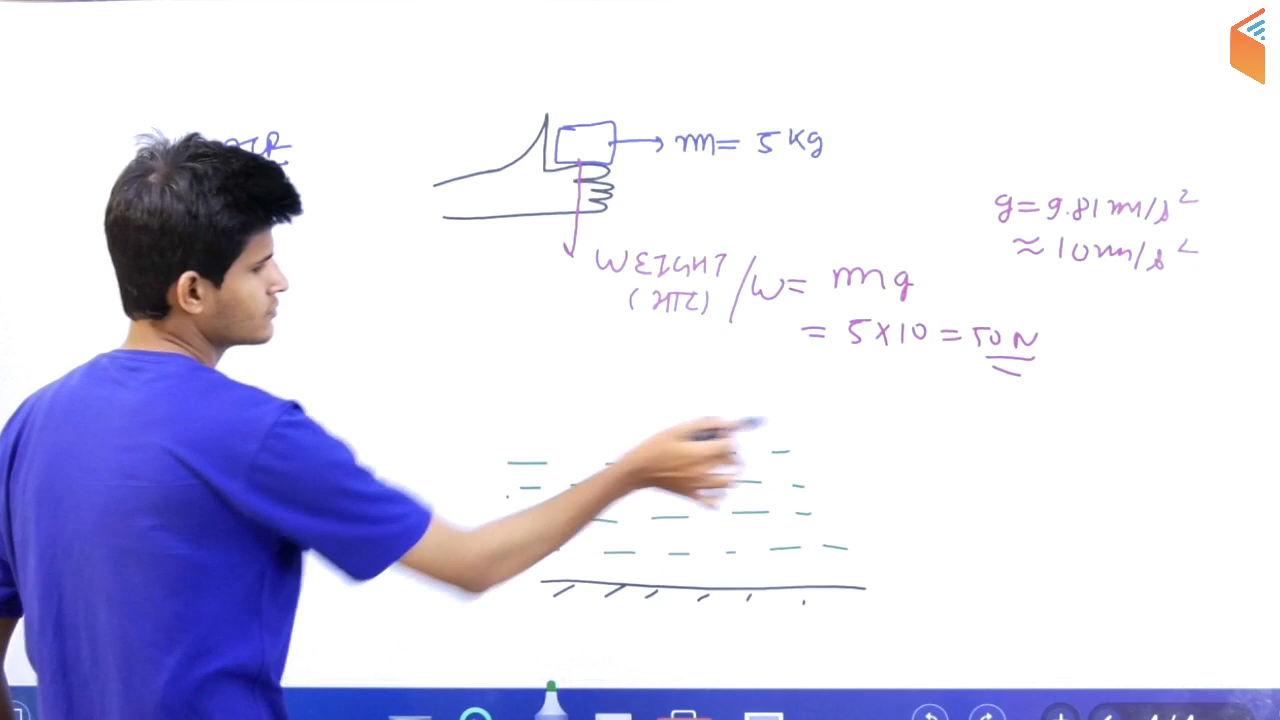 m = 5 Kg
g = 9.81 m/s²
≈ 10 m/s²
WEIGHT / W = mg
(भार)
= 5 × 10 = 50 N